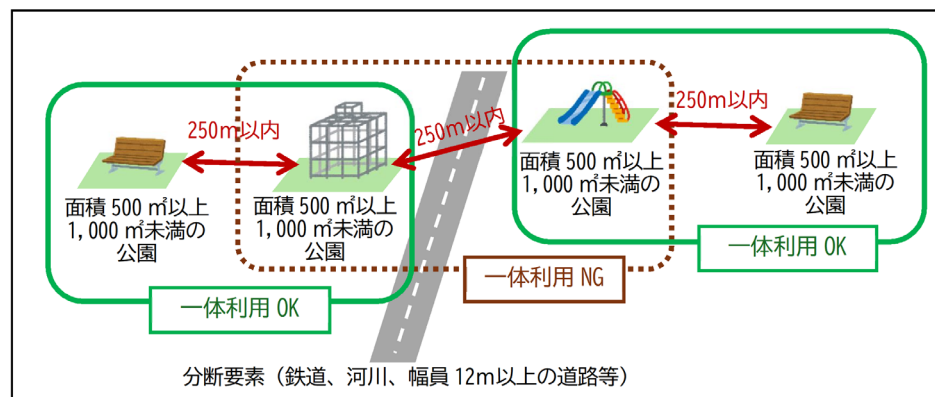 250m以内
250m以内
250m以内
面積 500 ㎡以上
1,000 ㎡未満の
公園
面積 500 ㎡以上
1,000 ㎡未満の
公園
面積 500 ㎡以上
1,000 ㎡未満の
公園
面積 500 ㎡以上
1,000 ㎡未満の
公園
一体利用 OK
一体利用 NG
一体利用 OK
分断要素（鉄道、河川、幅員 12m以上の道路等）